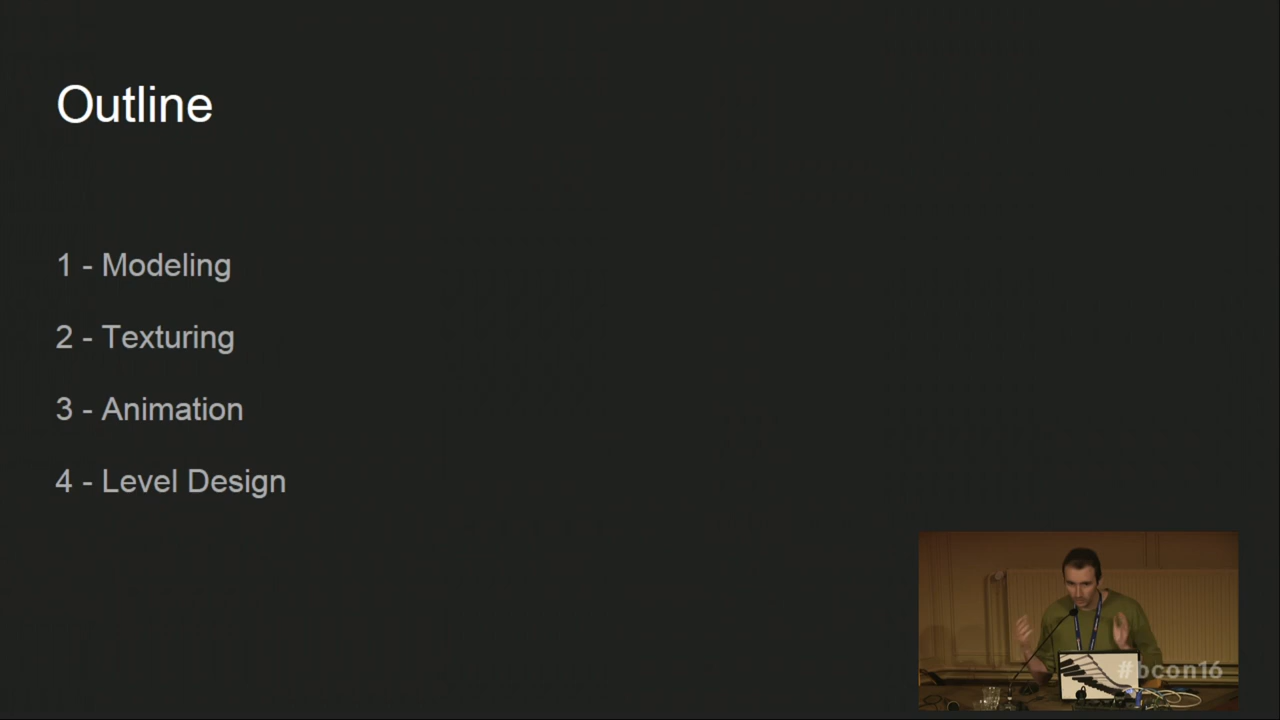 Outline
1 - Modeling
2 - Texturing
3 - Animation
4 - Level Design
#bcon16